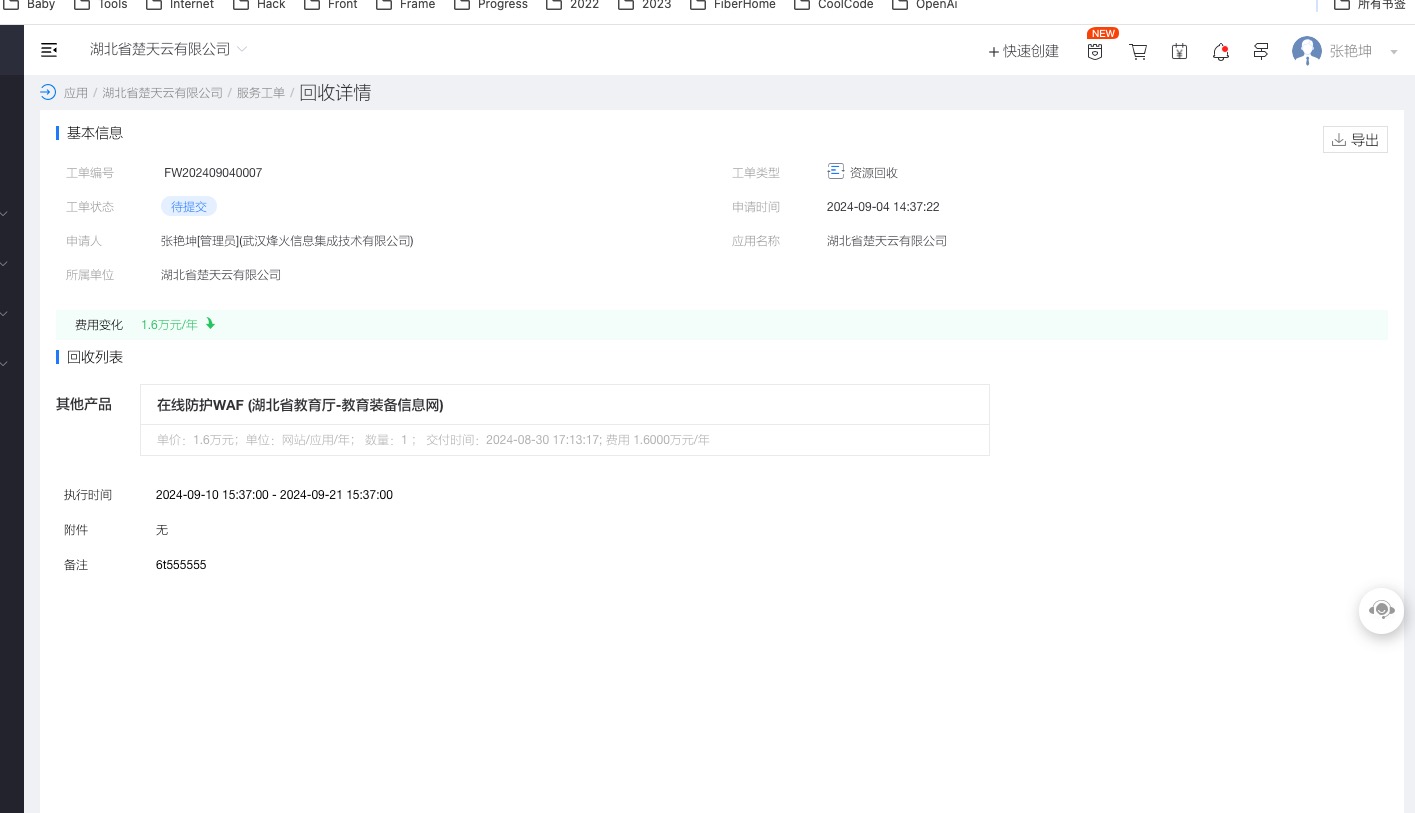 Baby Tools Internet Hack Front Frame Progress 2022 2023 FiberHome CoolCode OpenAi 所有书签
湖北省楚天云有限公司 + 快速创建 NEW 张艳坤
应用 / 湖北省楚天云有限公司 / 服务工单 / 回收详情
基本信息 导出
工单编号 FW202409040007 工单类型 资源回收
工单状态 待提交 申请时间 2024-09-04 14:37:22
申请人 张艳坤[管理员](武汉烽火信息集成技术有限公司) 应用名称 湖北省楚天云有限公司
所属单位 湖北省楚天云有限公司
费用变化 1.6万元/年
回收列表
其他产品 在线防护WAF (湖北省教育厅-教育装备信息网)
单价：1.6万元；单位：网站/应用/年； 数量：1 ； 交付时间：2024-08-30 17:13:17; 费用 1.6000万元/年
执行时间 2024-09-10 15:37:00 - 2024-09-21 15:37:00
附件 无
备注 6t555555